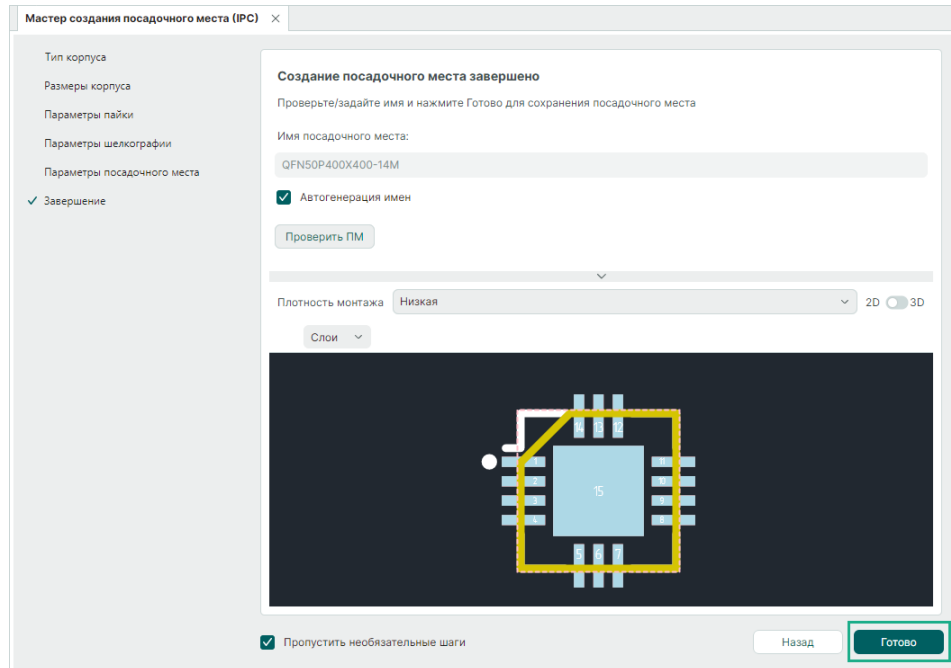 Мастер создания посадочного места (IPC)
Тип корпуса
Размеры корпуса
Параметры пайки
Параметры шелкографии
Параметры посадочного места
Завершение
Создание посадочного места завершено
Проверьте/задайте имя и нажмите Готово для сохранения посадочного места
Имя посадочного места:
QFN50P400X400-14M
Автогенерация имен
Проверить ПМ
Плотность монтажа Низкая 2D 3D
Слои
14 13 12
1 11
2 10
15
3 9
4 8
5 6 7
Пропустить необязательные шаги
Назад Готово